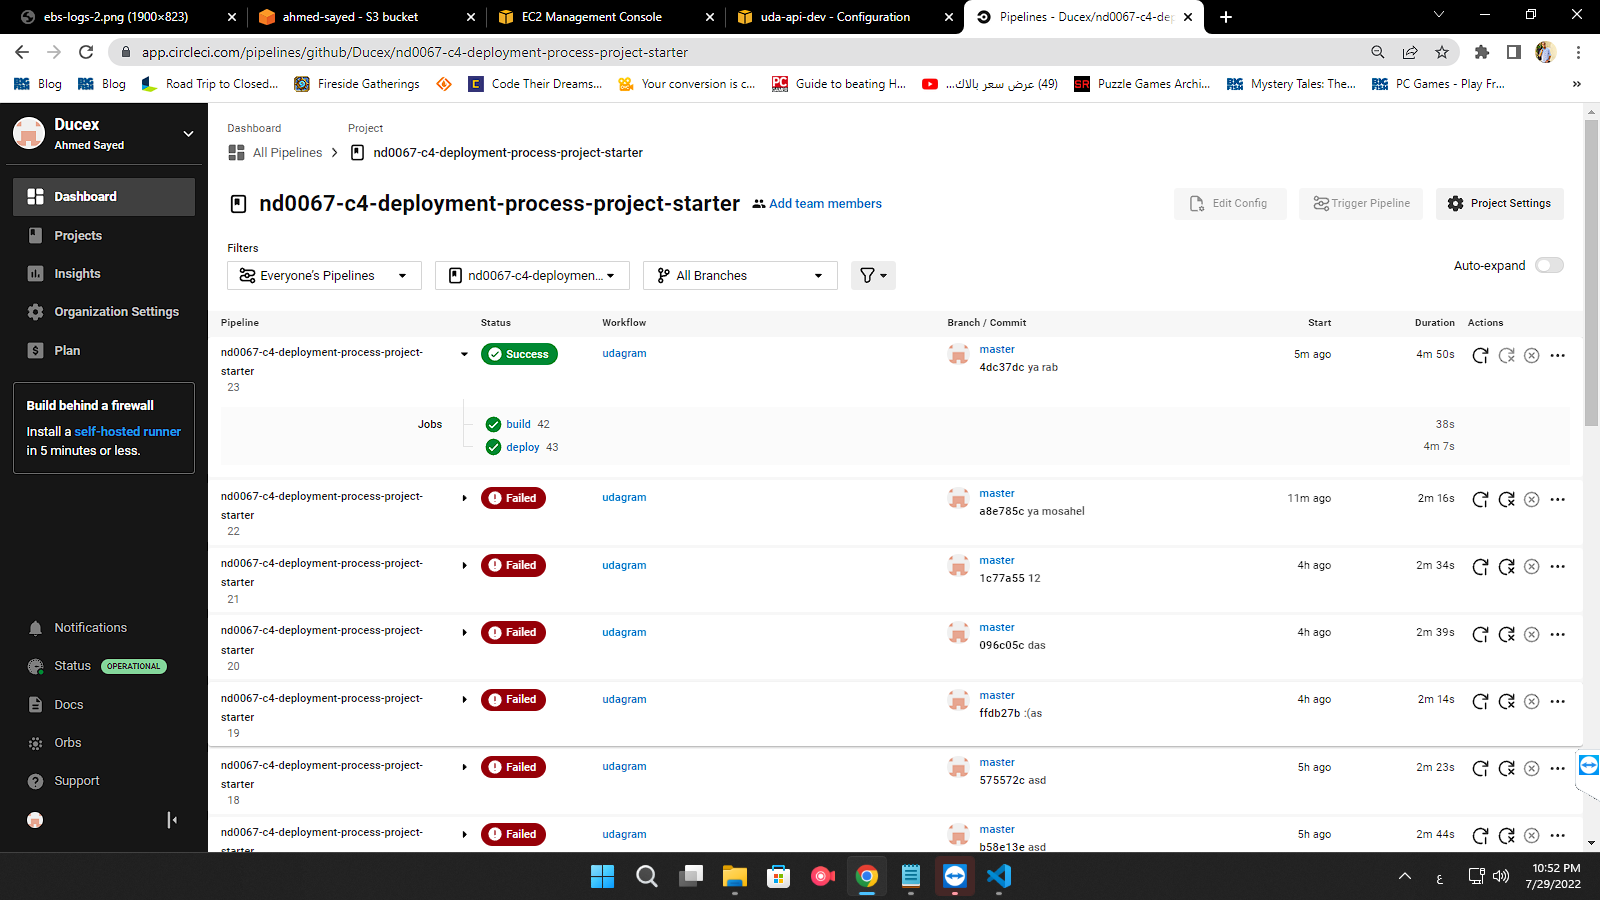 ebs-logs-2.png (1900×823)
ahmed-sayed - S3 bucket
EC2 Management Console
uda-api-dev - Configuration
Pipelines - Ducex/nd0067-c4-dep
app.circleci.com/pipelines/github/Ducex/nd0067-c4-deployment-process-project-starter
Blog
Blog
Road Trip to Closed...
Fireside Gatherings
Code Their Dreams...
Your conversion is c...
Guide to beating H...
(49) عرض سعر بالاك...
Puzzle Games Archi...
Mystery Tales: The...
PC Games - Play Fr...
»
Ducex
Ahmed Sayed
Dashboard
Projects
Insights
Organization Settings
Plan
Build behind a firewall
Install a self-hosted runner
in 5 minutes or less.
Notifications
Status OPERATIONAL
Docs
Orbs
Support
Dashboard Project
All Pipelines nd0067-c4-deployment-process-project-starter
nd0067-c4-deployment-process-project-starter Add team members
Edit Config Trigger Pipeline Project Settings
Filters
Everyone's Pipelines nd0067-c4-deploymen... All Branches
Auto-expand
Pipeline Status Workflow Branch / Commit Start Duration Actions
nd0067-c4-deployment-process-project-
starter
23
Success udagram master 5m ago 4m 50s
4dc37dc ya rab
Jobs build 42 38s
deploy 43 4m 7s
nd0067-c4-deployment-process-project-
starter
22
Failed udagram master 11m ago 2m 16s
a8e785c ya mosahel
nd0067-c4-deployment-process-project-
starter
21
Failed udagram master 4h ago 2m 34s
1c77a55 12
nd0067-c4-deployment-process-project-
starter
20
Failed udagram master 4h ago 2m 39s
096c05c das
nd0067-c4-deployment-process-project-
starter
19
Failed udagram master 4h ago 2m 14s
ffdb27b :(as
nd0067-c4-deployment-process-project-
starter
18
Failed udagram master 5h ago 2m 23s
575572c asd
nd0067-c4-deployment-process-project-
starter
Failed udagram master 5h ago 2m 44s
b58e13e asd
ع
10:52 PM
7/29/2022